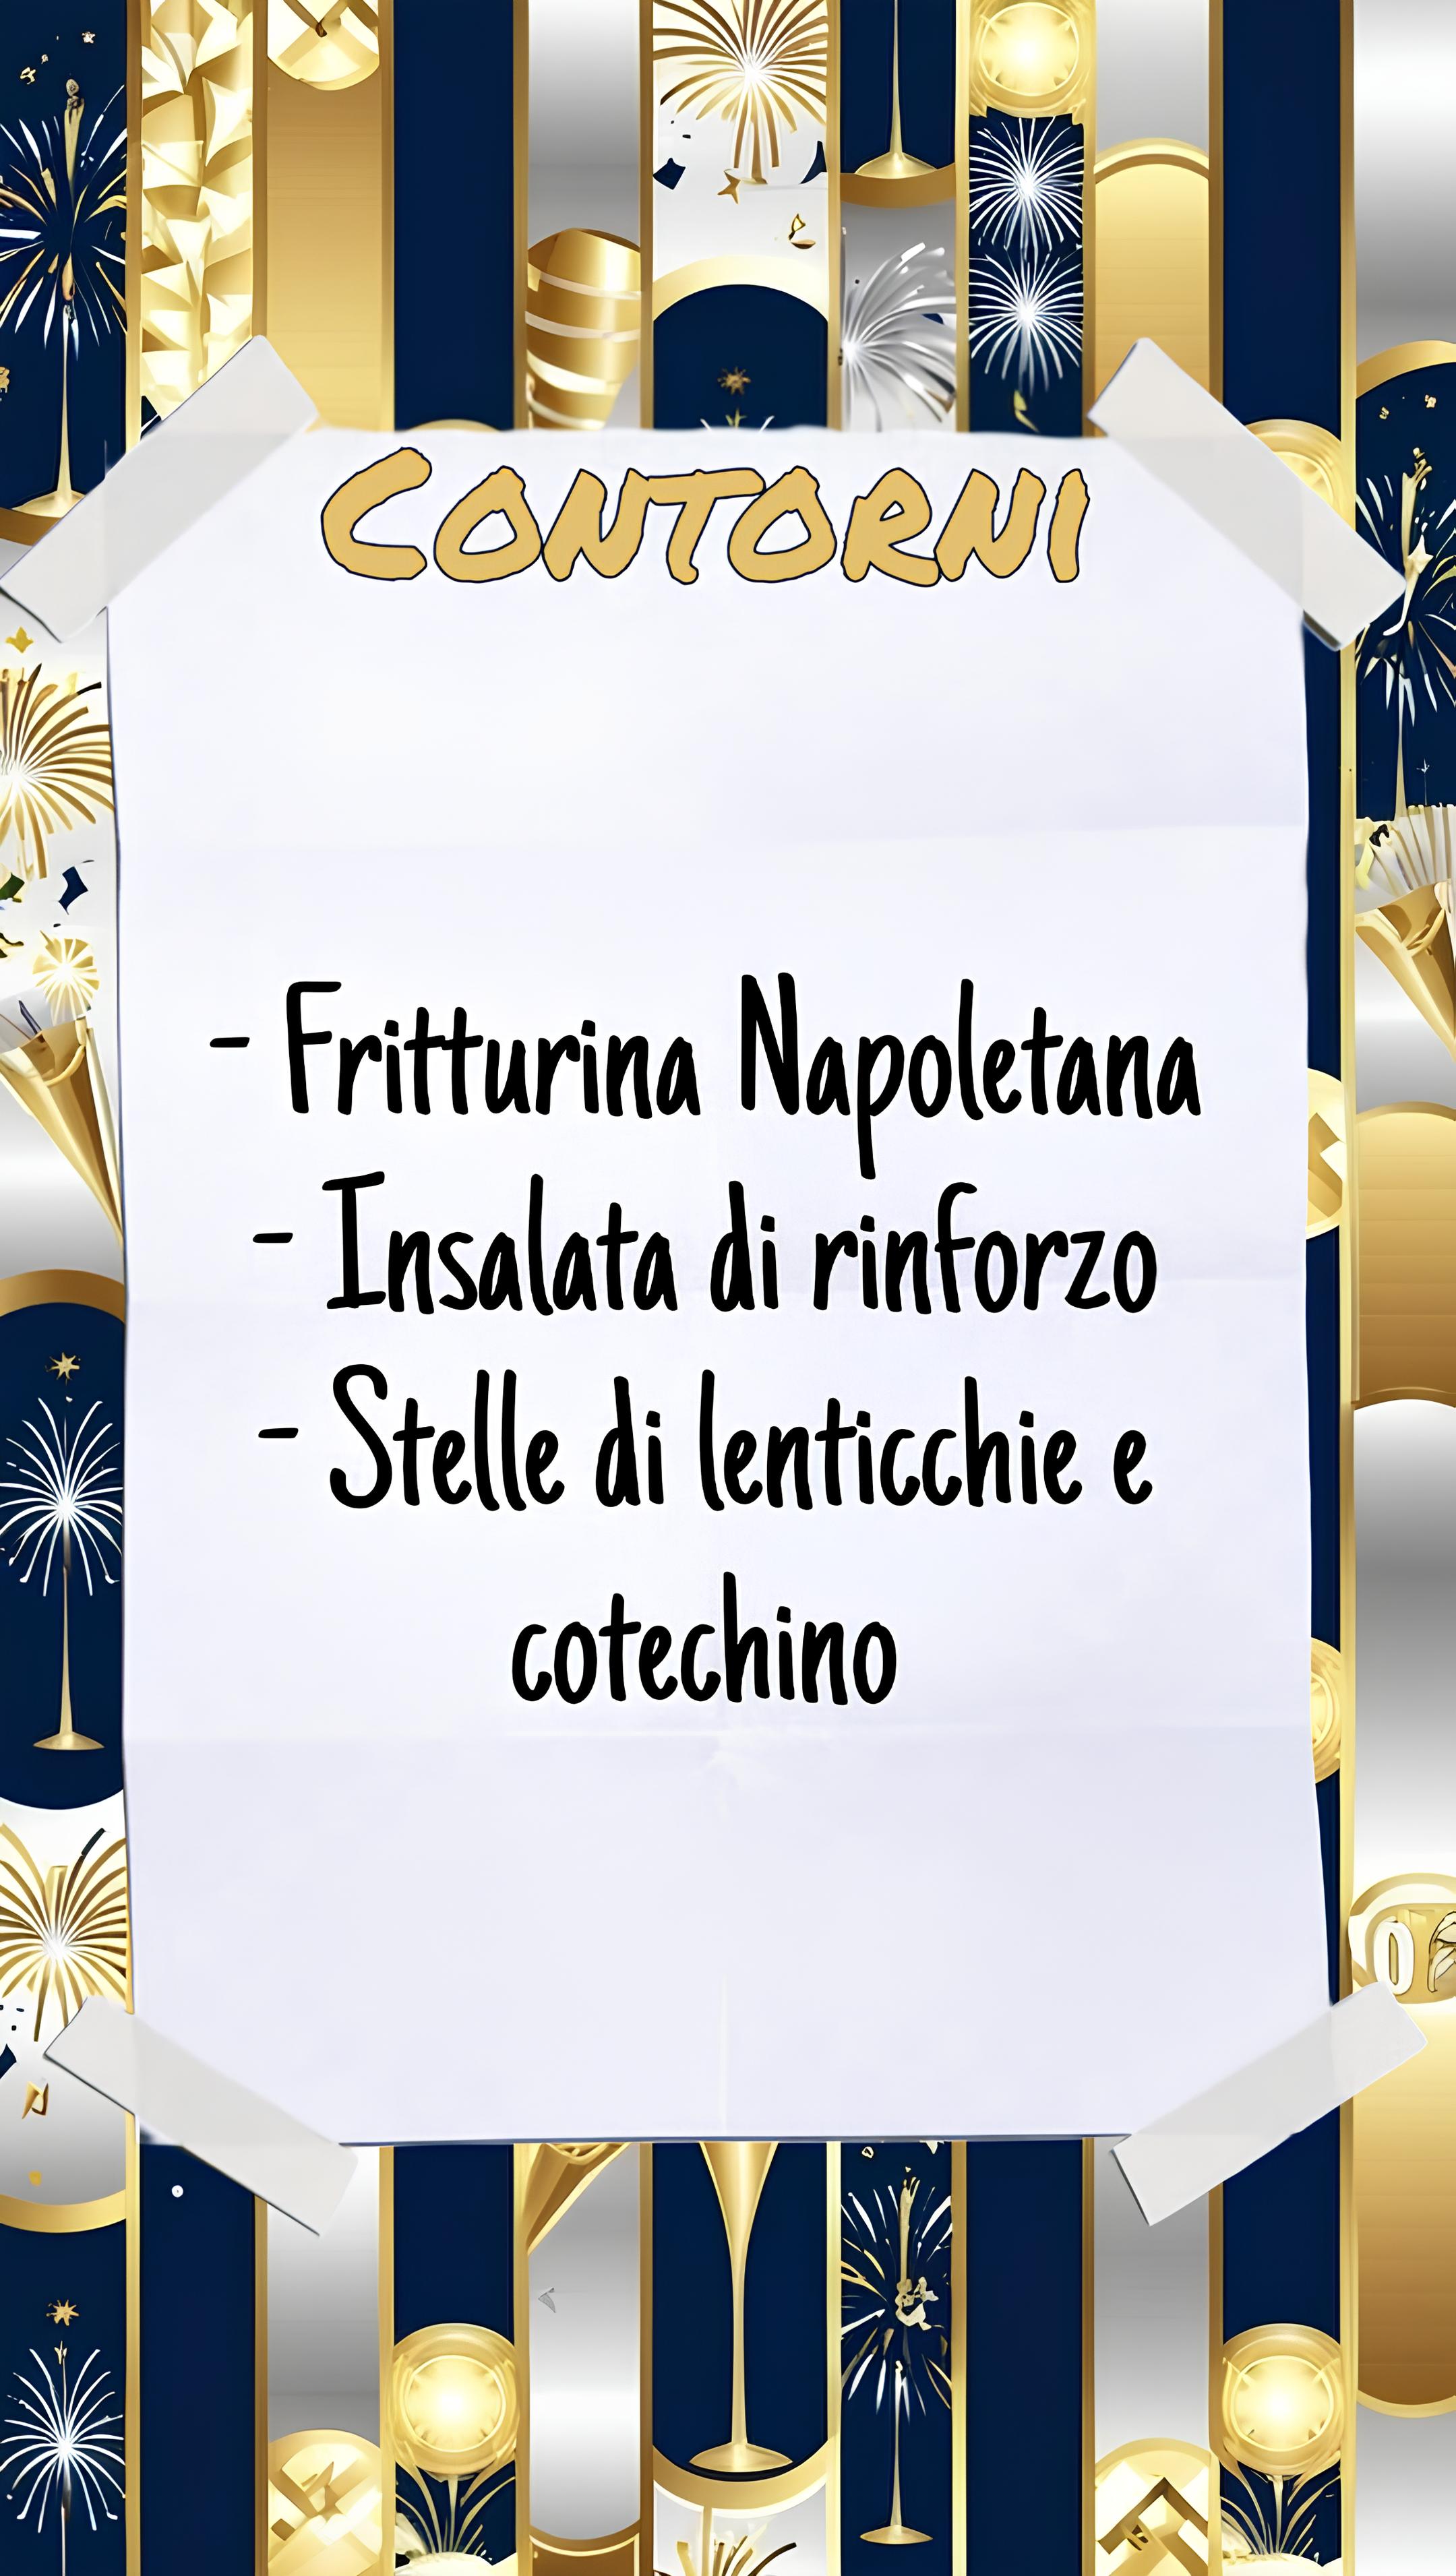 CONTORNI
- Fritturina Napoletana
- Insalata di rinforzo
- Stelle di lenticchie e
cotechino